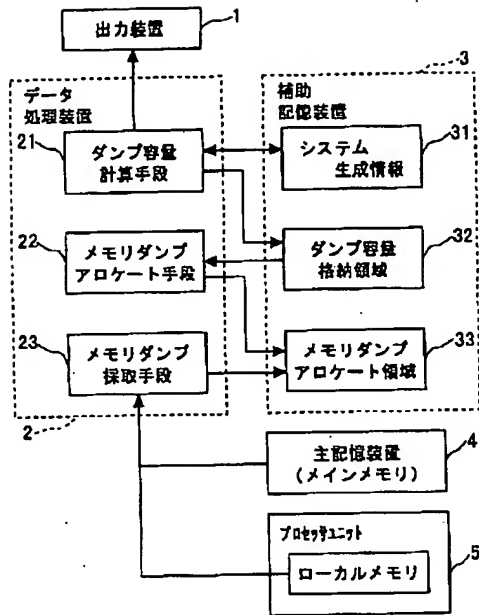 出力装置
1
データ
処理装置
21
ダンプ容量
計算手段
22
メモリダンプ
アロケート手段
23
メモリダンプ
採取手段
2
3
補助
記憶装置
システム
生成情報
31
ダンプ容量
格納領域
32
メモリダンプ
アロケート領域
33
主記憶装置
(メインメモリ)
4
プロセッサユニット
ローカルメモリ
5